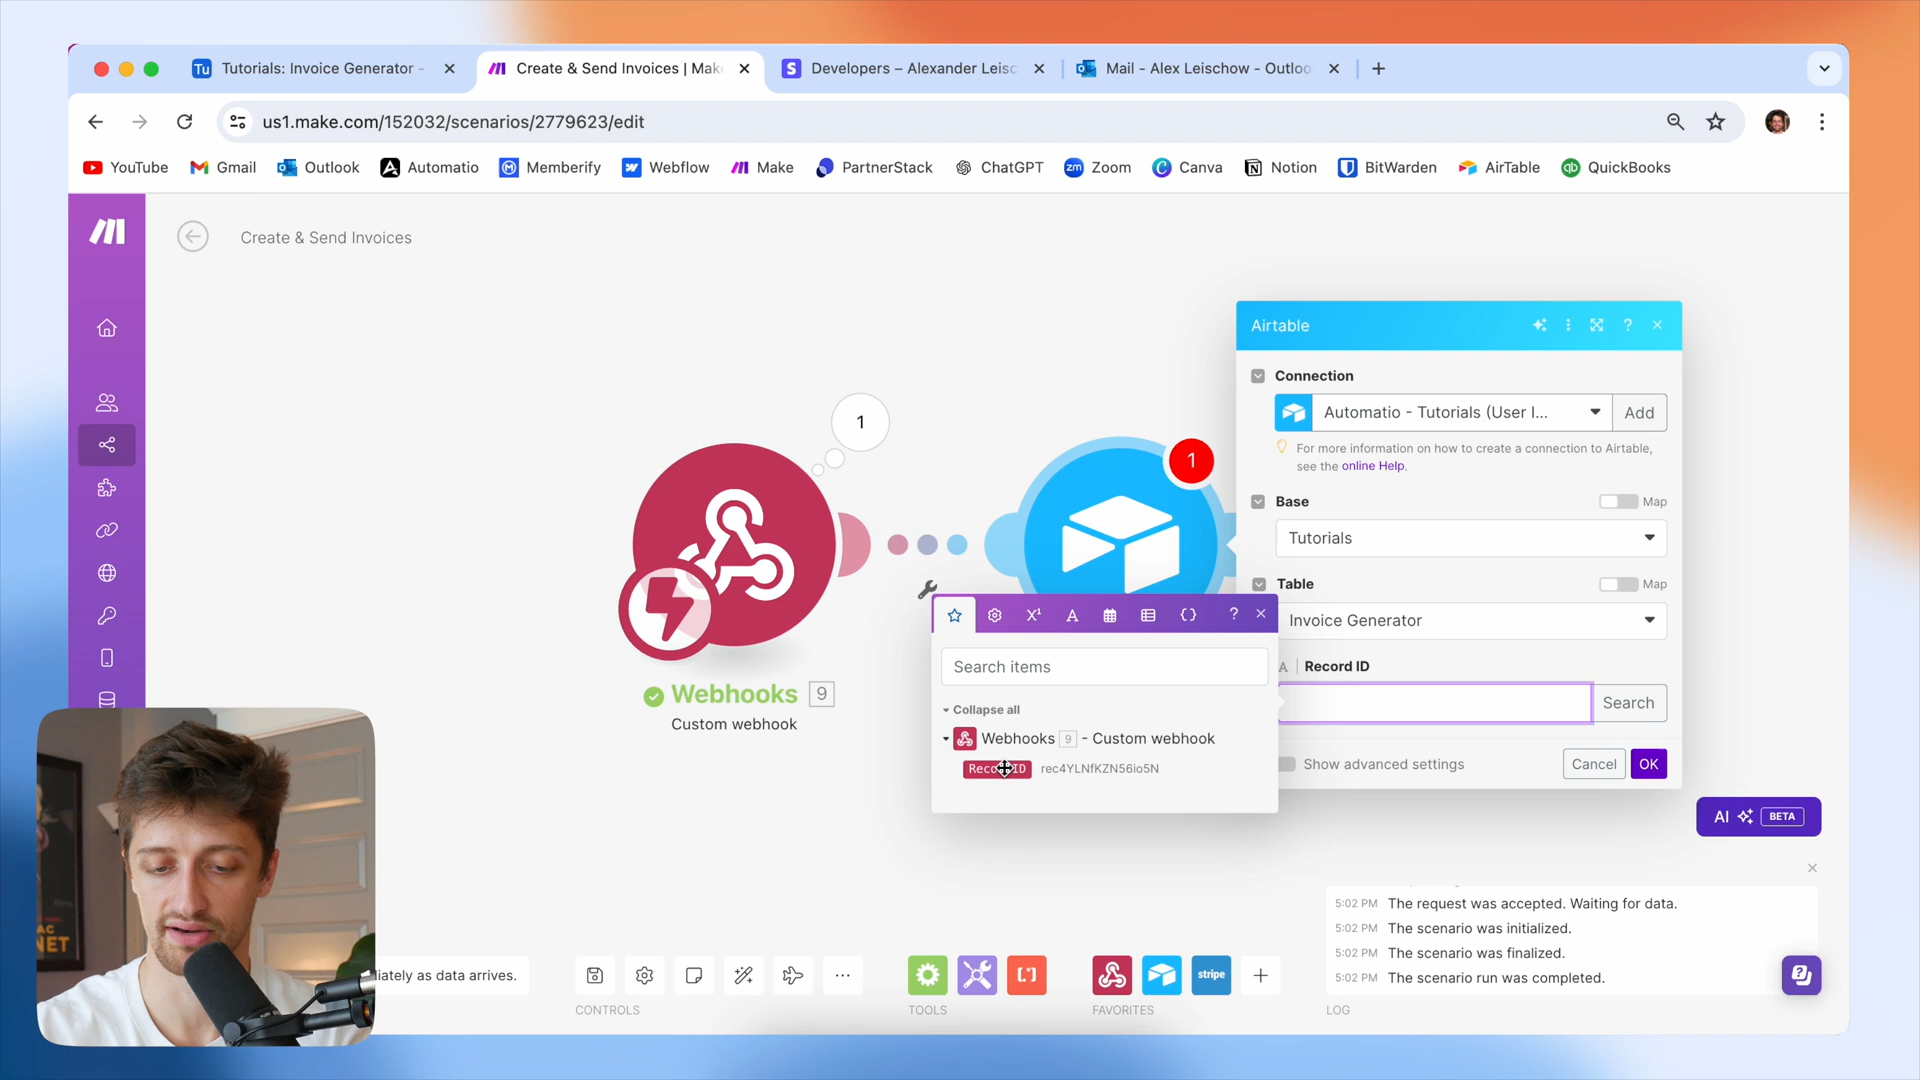 Tu Tutorials: Invoice Generator -
Create & Send Invoices | Mak
S Developers – Alexander Leisc
Mail - Alex Leischow - Outloo
us1.make.com/152032/scenarios/2779623/edit
YouTube Gmail Outlook Automatio Memberify Webflow Make PartnerStack ChatGPT Zoom Canva Notion BitWarden AirTable QuickBooks
Create & Send Invoices
Airtable
?
Connection
Automatio - Tutorials (User I...
Add
For more information on how to create a connection to Airtable,
see the online Help.
Base
Map
Tutorials
Table
Map
Invoice Generator
A Record ID
Search
Show advanced settings
Cancel
OK
1
1
Webhooks 9
Custom webhook
X¹ A { } ?
Search items
Collapse all
Webhooks 9 - Custom webhook
rec4YLNfKZN56io5N
AI BETA
5:02 PM The request was accepted. Waiting for data.
5:02 PM The scenario was initialized.
5:02 PM The scenario was finalized.
5:02 PM The scenario run was completed.
LOG
iately as data arrives.
CONTROLS
TOOLS
stripe
FAVORITES